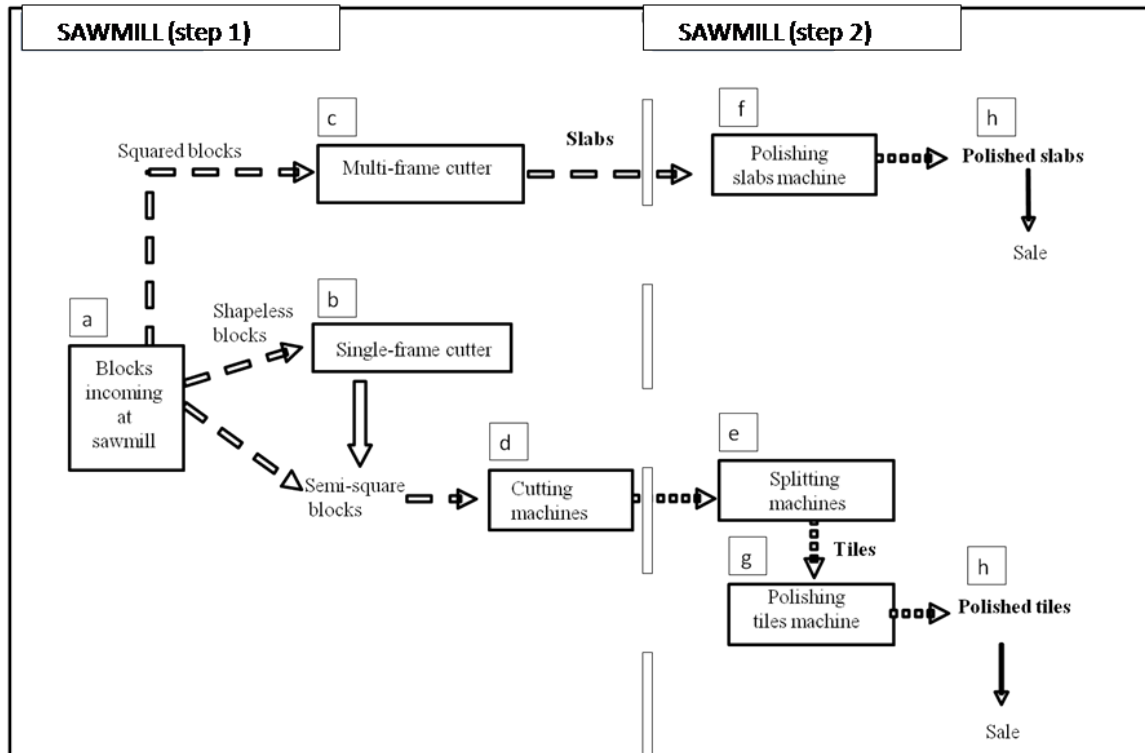 SAWMILL (step 1)
SAWMILL (step 2)
c
f
h
Squared blocks
Multi-frame cutter
Slabs
Polishing
slabs machine
Polished slabs
Sale
a
Shapeless
blocks
b
Single-frame cutter
Blocks
incoming
at
sawmill
Semi-square
blocks
d
Cutting
machines
e
Splitting
machines
Tiles
g
Polishing
tiles machine
h
Polished tiles
Sale